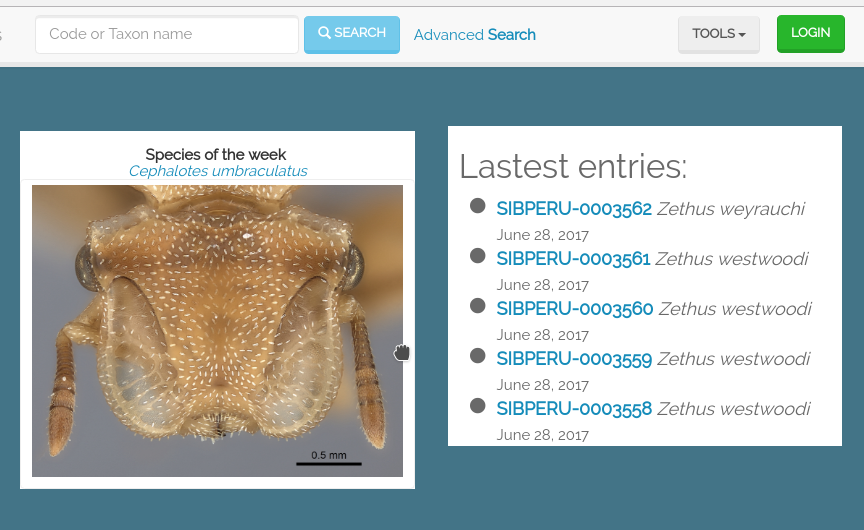 Code or Taxon name
SEARCH
Advanced Search
TOOLS
LOGIN
Species of the week
Cephalotes umbraculatus
0.5 mm
Lastest entries:
SIBPERU-0003562 Zethus weyrauchi
June 28, 2017
SIBPERU-0003561 Zethus westwoodi
June 28, 2017
SIBPERU-0003560 Zethus westwoodi
June 28, 2017
SIBPERU-0003559 Zethus westwoodi
June 28, 2017
SIBPERU-0003558 Zethus westwoodi
June 28, 2017